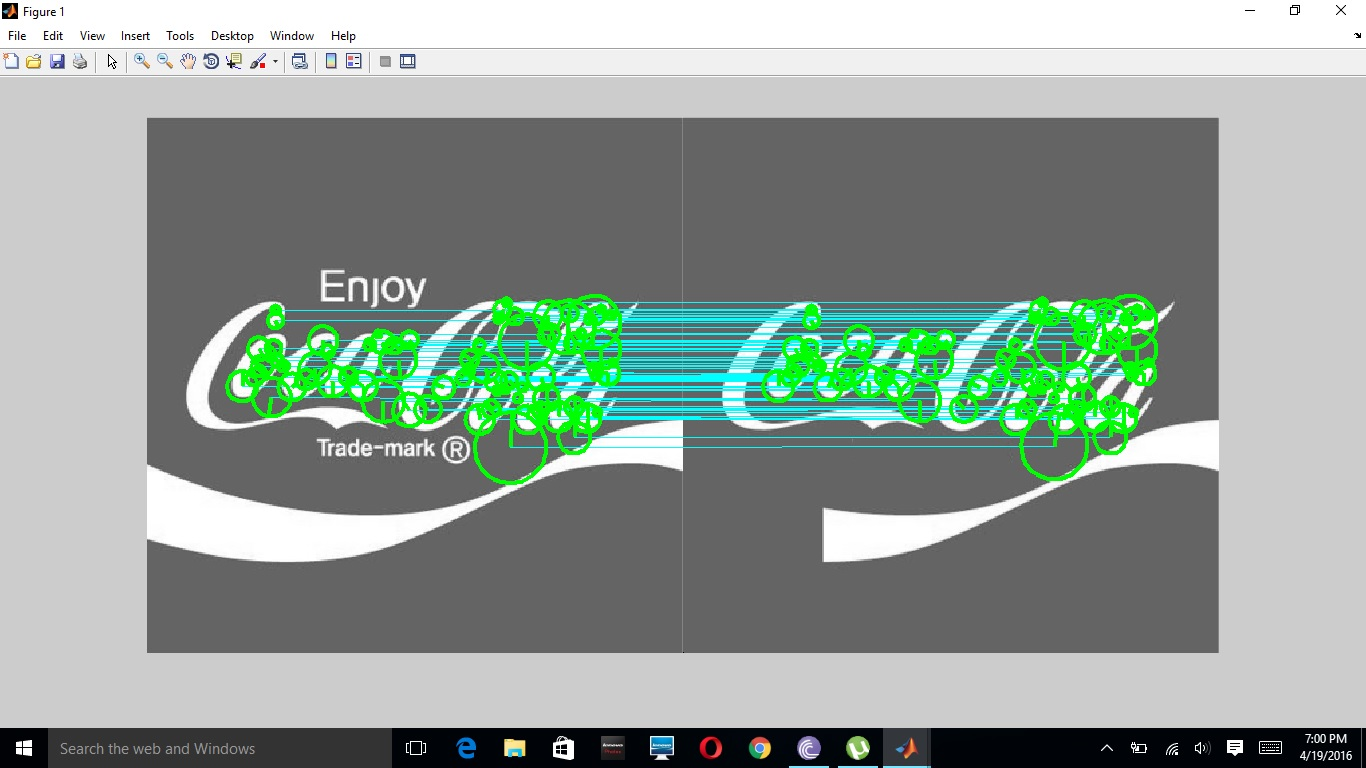 Figure 1
File Edit View Insert Tools Desktop Window Help
Enjoy
Trade-mark ®
Search the web and Windows
7:00 PM
4/19/2016